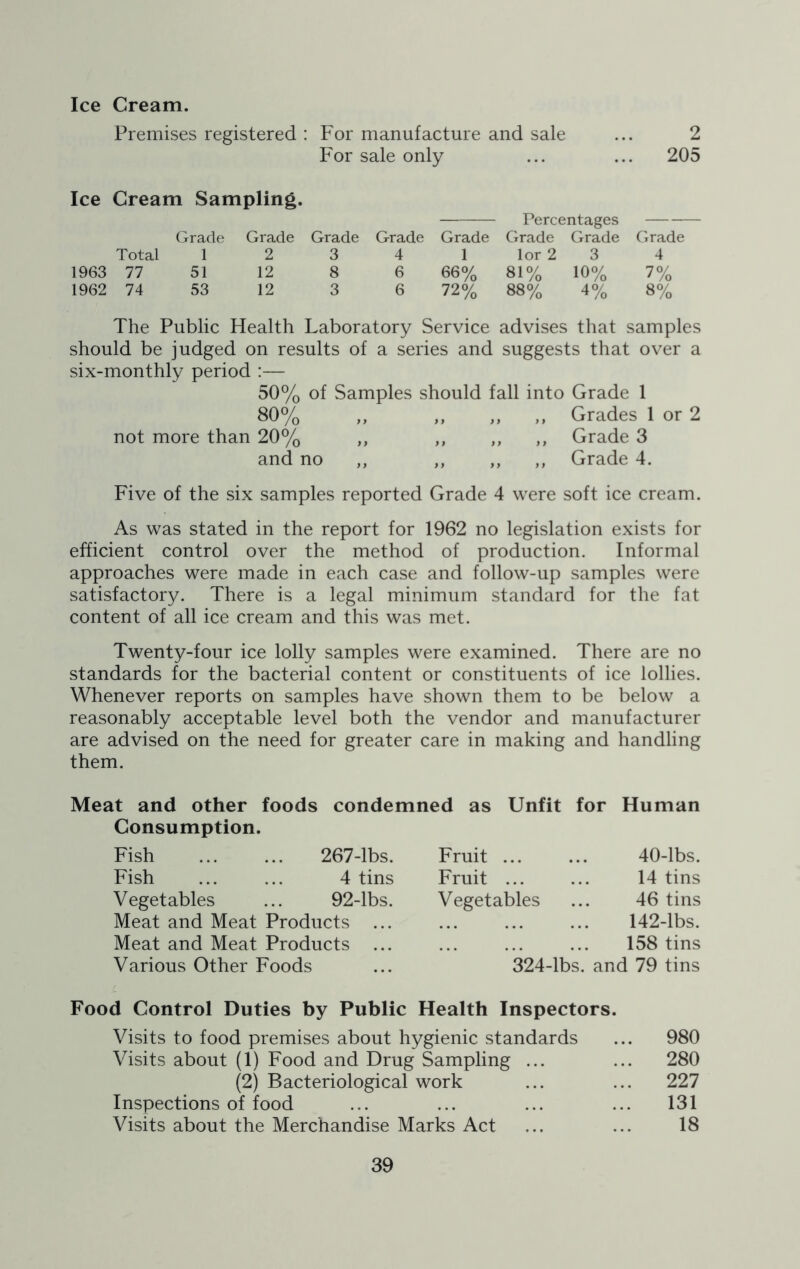 Ice Cream.
Premises registered : For manufacture and sale ... 2
For sale only ... ... 205
Ice Cream Sampling.
Percentages
Grade Grade Grade Grade Grade Grade Grade Grade
Total 1 2 3 4 1 1or 2 3 4
1963 77 51 12 8 6 66% 81% 10% 7%
1962 74 53 12 3 6 72% 88% 4% 8%
The Public Health Laboratory Service advises that samples
should be judged on results of a series and suggests that over a
six-monthly period :—
50% of Samples should fall into Grade 1
80% ,, ,, ,, ,, Grades 1 or 2
not more than 20% ,, ,, ,, ,, Grade 3
and no ,, ,, ,, ,, Grade 4.
Five of the six samples reported Grade 4 were soft ice cream.
As was stated in the report for 1962 no legislation exists for
efficient control over the method of production. Informal
approaches were made in each case and follow-up samples were
satisfactory. There is a legal minimum standard for the fat
content of all ice cream and this was met.
Twenty-four ice lolly samples were examined. There are no
standards for the bacterial content or constituents of ice lollies.
Whenever reports on samples have shown them to be below a
reasonably acceptable level both the vendor and manufacturer
are advised on the need for greater care in making and handling
them.
Meat and other foods condemned as Unfit for Human
Consumption.
Fish ... ... 267-lbs. Fruit ... ... 40-lbs.
Fish ... ... 4 tins Fruit ... ... 14 tins
Vegetables ... 92-lbs. Vegetables ... 46 tins
Meat and Meat Products ... ... ... ... 142-lbs.
Meat and Meat Products ... ... ... ... 158 tins
Various Other Foods ... 324-lbs. and 79 tins
Food Control Duties by Public Health Inspectors.
Visits to food premises about hygienic standards ... 980
Visits about (1) Food and Drug Sampling ... ... 280
(2) Bacteriological work ... ... 227
Inspections of food ... ... ... ... 131
Visits about the Merchandise Marks Act ... ... 18
39